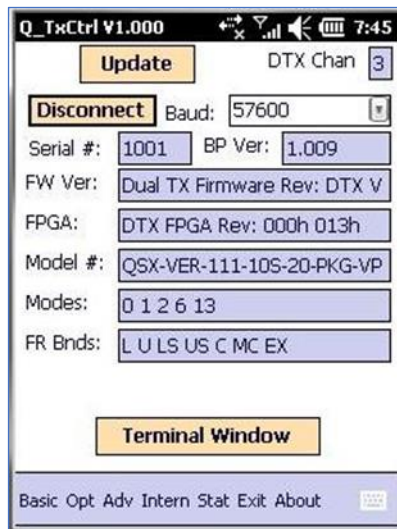 Q_TxCtrl V1.000 7:45
Update DTX Chan 3
Disconnect Baud: 57600
Serial #: 1001 BP Ver: 1.009
FW Ver: Dual TX Firmware Rev: DTX V
FPGA: DTX FPGA Rev: 000h 013h
Model #: QSX-VER-111-10S-20-PKG-VP
Modes: 0 1 2 6 13
FR Bnds: L U LS US C MC EX
Terminal Window
Basic Opt Adv Intern Stat Exit About